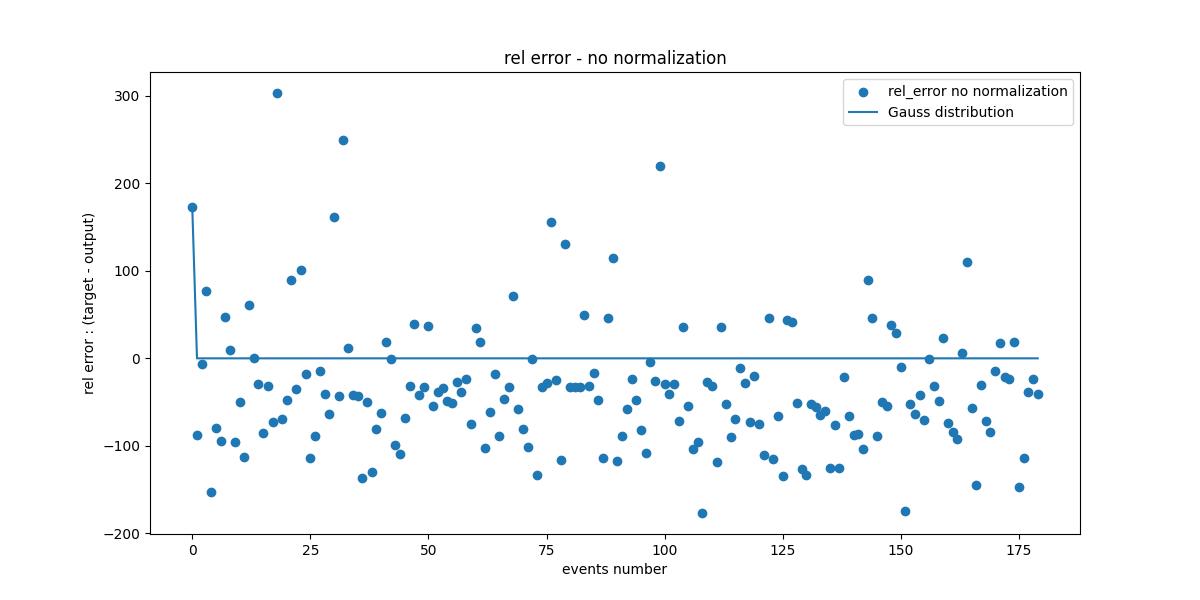 rel error - no normalization
rel_error no normalization
Gauss distribution
rel error : (target - output)
300
200
100
0
−100
−200
0 25 50 75 100 125 150 175
events number